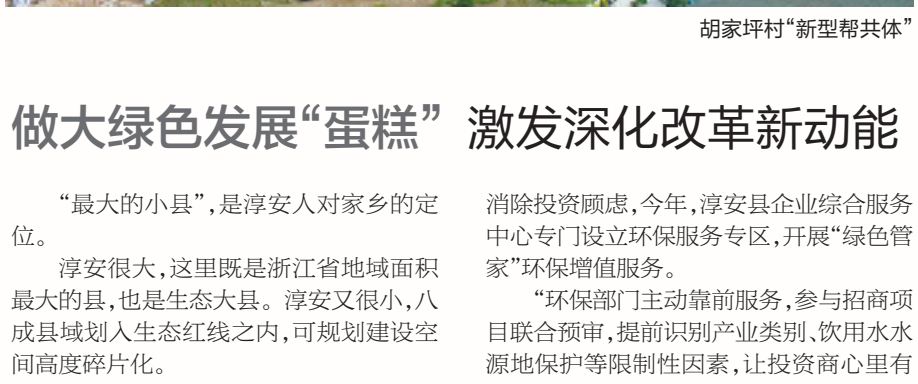 胡家坪村“新型帮共体”
做大绿色发展“蛋糕” 激发深化改革新动能
“最大的小县”,是淳安人对家乡的定
位。
淳安很大,这里既是浙江省地域面积
最大的县,也是生态大县。淳安又很小,八
成县域划入生态红线之内,可规划建设空
间高度碎片化。
消除投资顾虑,今年,淳安县企业综合服务
中心专门设立环保服务专区,开展“绿色管
家”环保增值服务。
“环保部门主动靠前服务,参与招商项
目联合预审,提前识别产业类别、饮用水水
源地保护等限制性因素,让投资商心里有